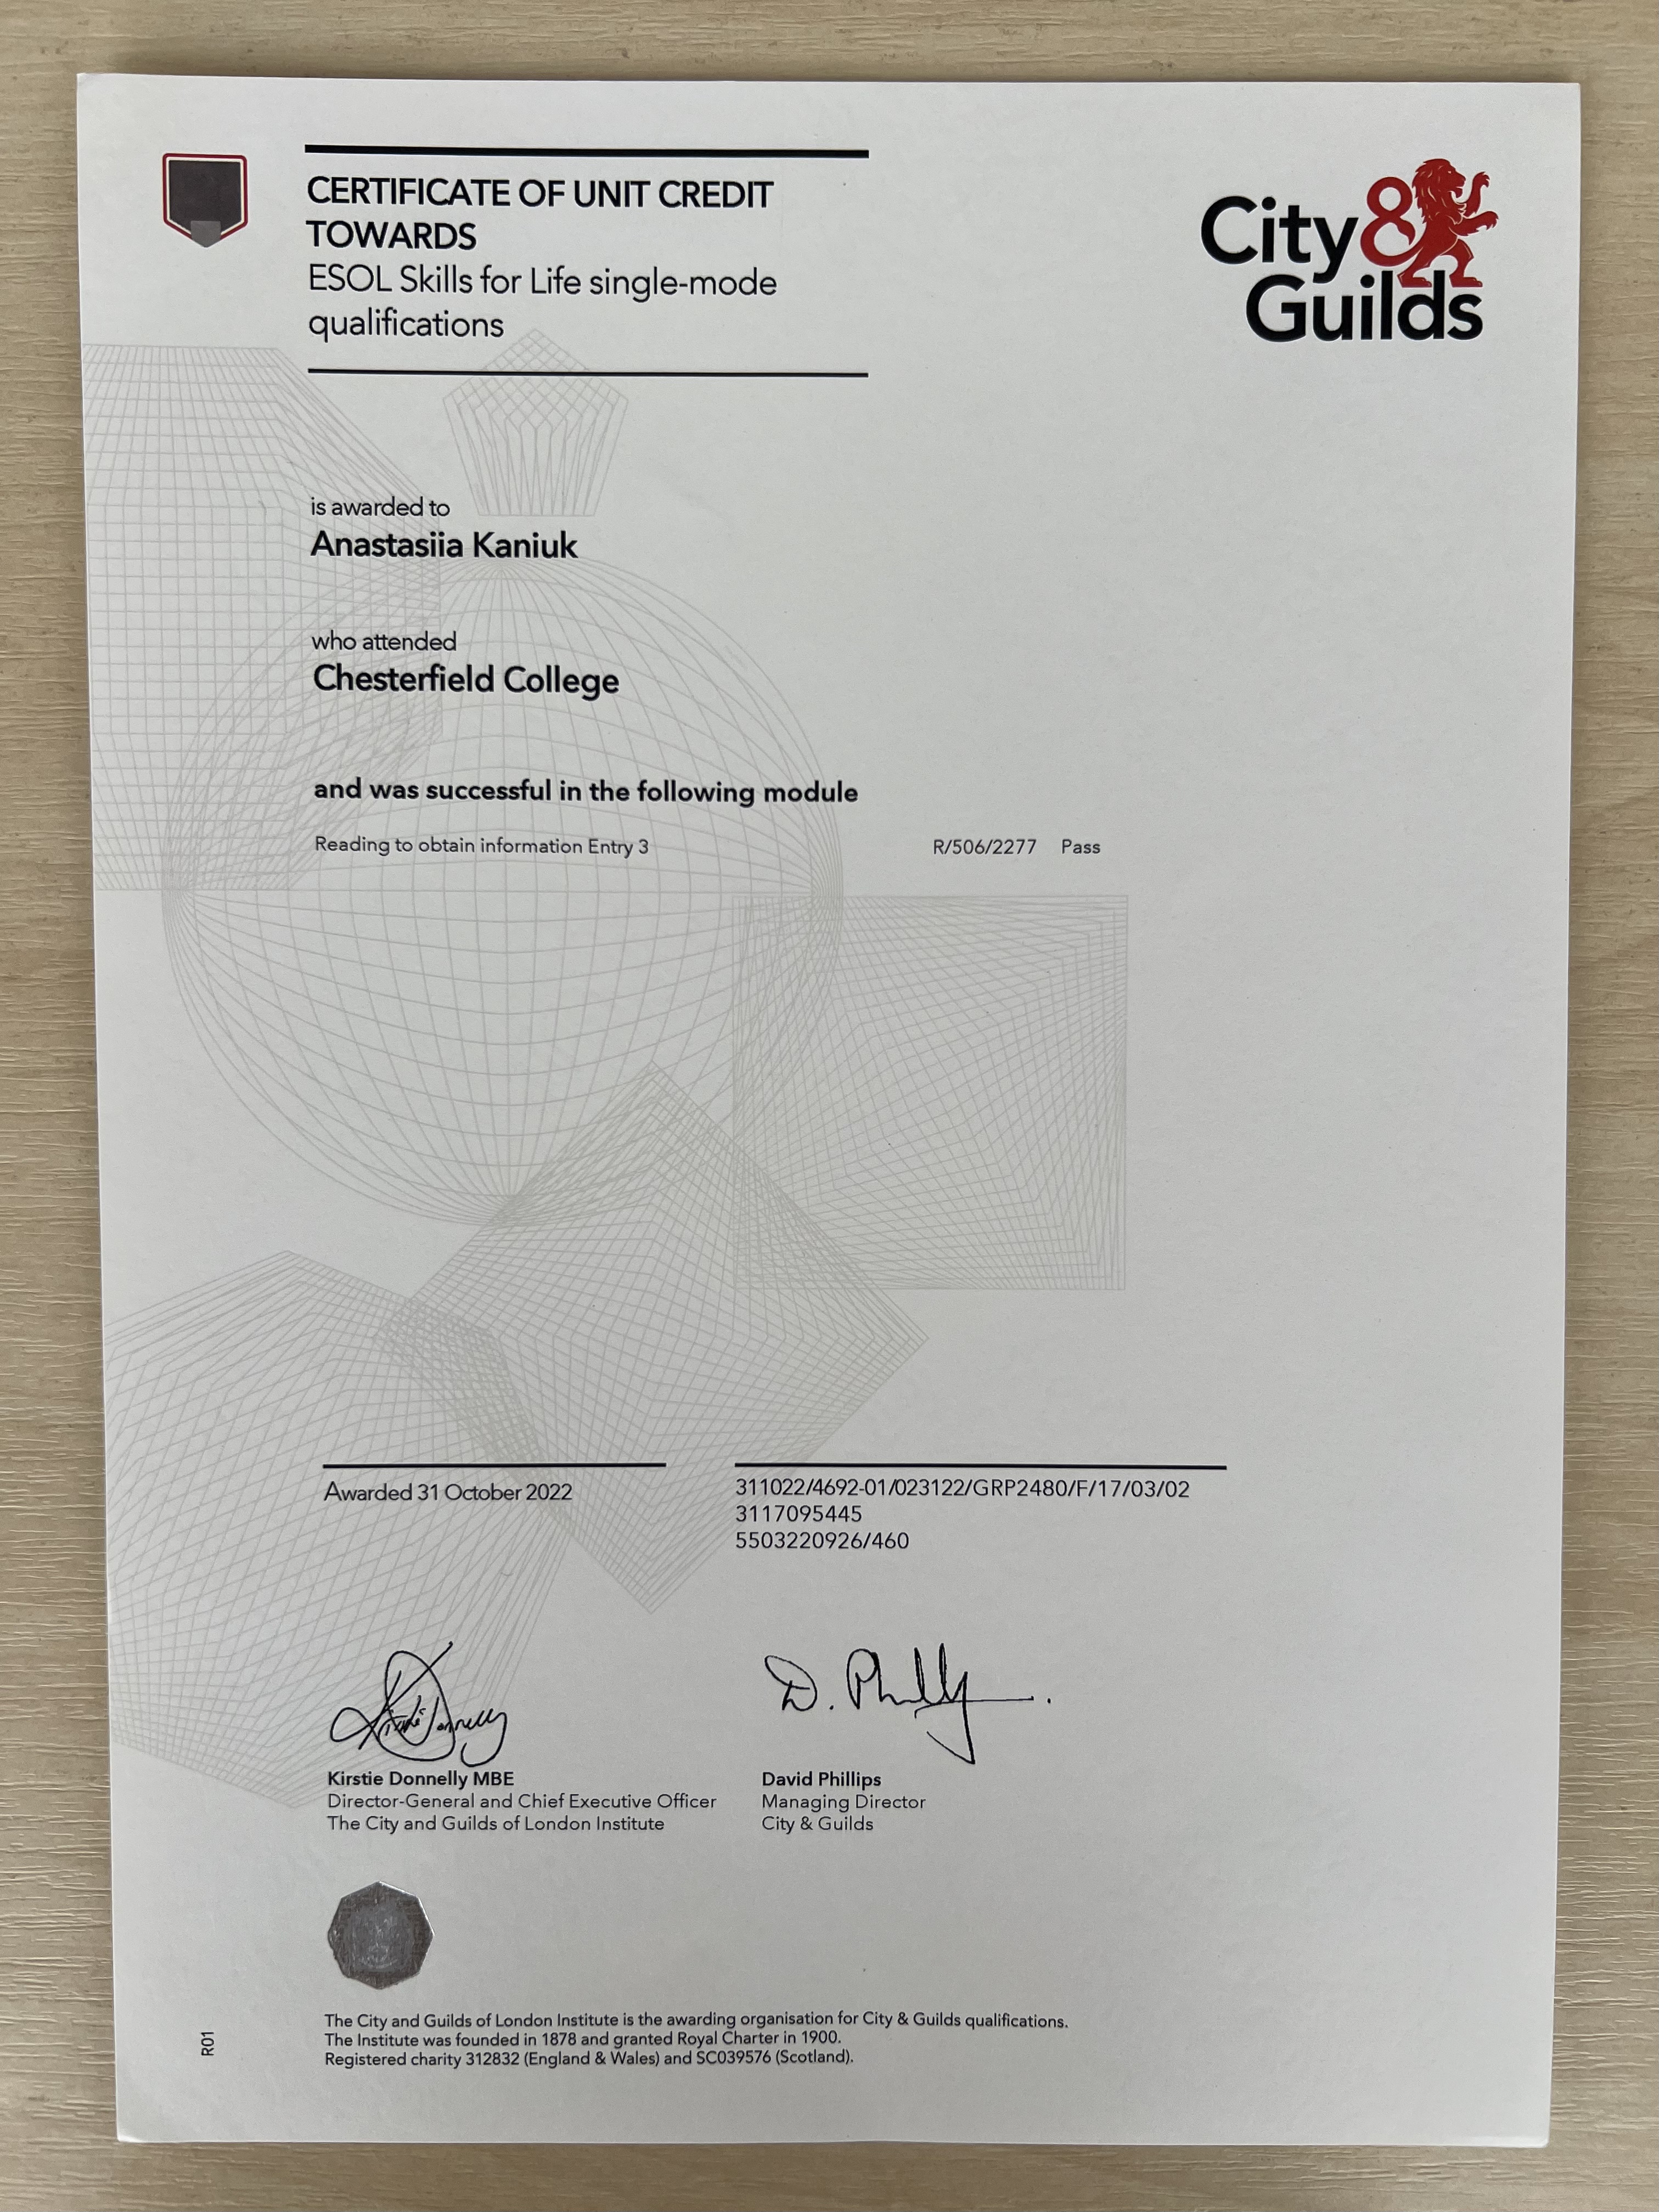 CERTIFICATE OF UNIT CREDIT
TOWARDS
ESOL Skills for Life single-mode
qualifications
City &
Guilds
is awarded to
Anastasiia Kaniuk
who attended
Chesterfield College
and was successful in the following module
Reading to obtain information Entry 3 R/506/2277 Pass
Awarded 31 October 2022
311022/4692-01/023122/GRP2480/F/17/03/02
3117095445
5503220926/460
Kirstie Donnelly
D. Phillips
Kirstie Donnelly MBE
Director-General and Chief Executive Officer
The City and Guilds of London Institute
David Phillips
Managing Director
City & Guilds
The City and Guilds of London Institute is the awarding organisation for City & Guilds qualifications.
The Institute was founded in 1878 and granted Royal Charter in 1900.
Registered charity 312832 (England & Wales) and SC039576 (Scotland).
R01